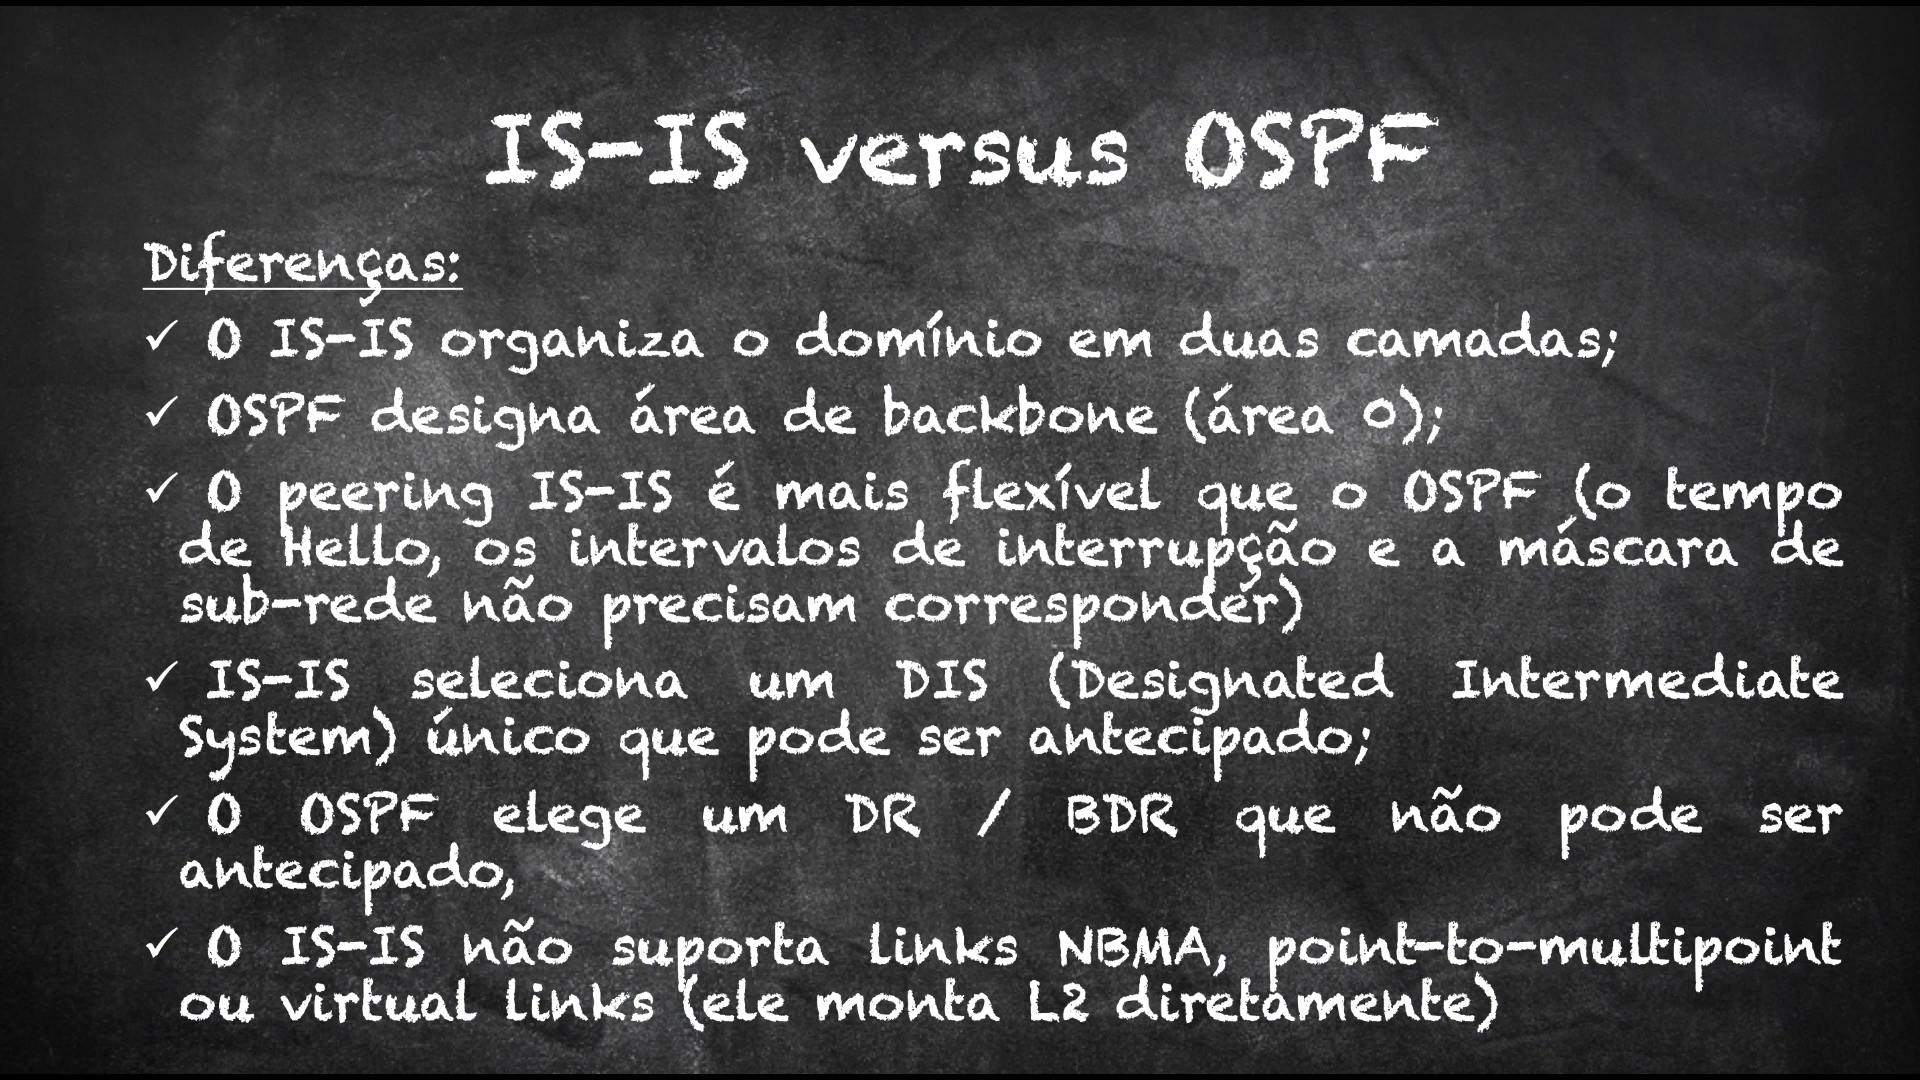 IS-IS versus OSPF
Diferenças:
✓ O IS-IS organiza o domínio em duas camadas;
✓ OSPF designa área de backbone (área 0);
✓ O peering IS-IS é mais flexível que o OSPF (o tempo
de Hello, os intervalos de interrupção e a máscara de
sub-rede não precisam corresponder)
✓ IS-IS seleciona um DIS (Designated Intermediate
System) único que pode ser antecipado;
✓ O OSPF elege um DR / BDR que não pode ser
antecipado,
✓ O IS-IS não suporta links NBMA, point-to-multipoint
ou virtual links (ele monta L2 diretamente)